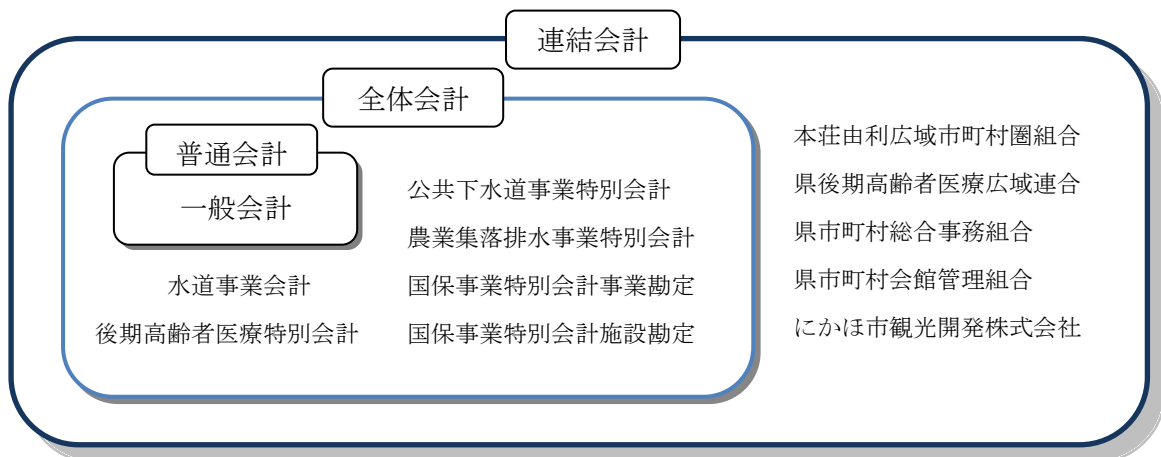 連結会計
全体会計
普通会計
一般会計
水道事業会計
後期高齢者医療特別会計
公共下水道事業特別会計
農業集落排水事業特別会計
国保事業特別会計事業勘定
国保事業特別会計施設勘定
本荘由利広域市町村圏組合
県後期高齢者医療広域連合
県市町村総合事務組合
県市町村会館管理組合
にかほ市観光開発株式会社